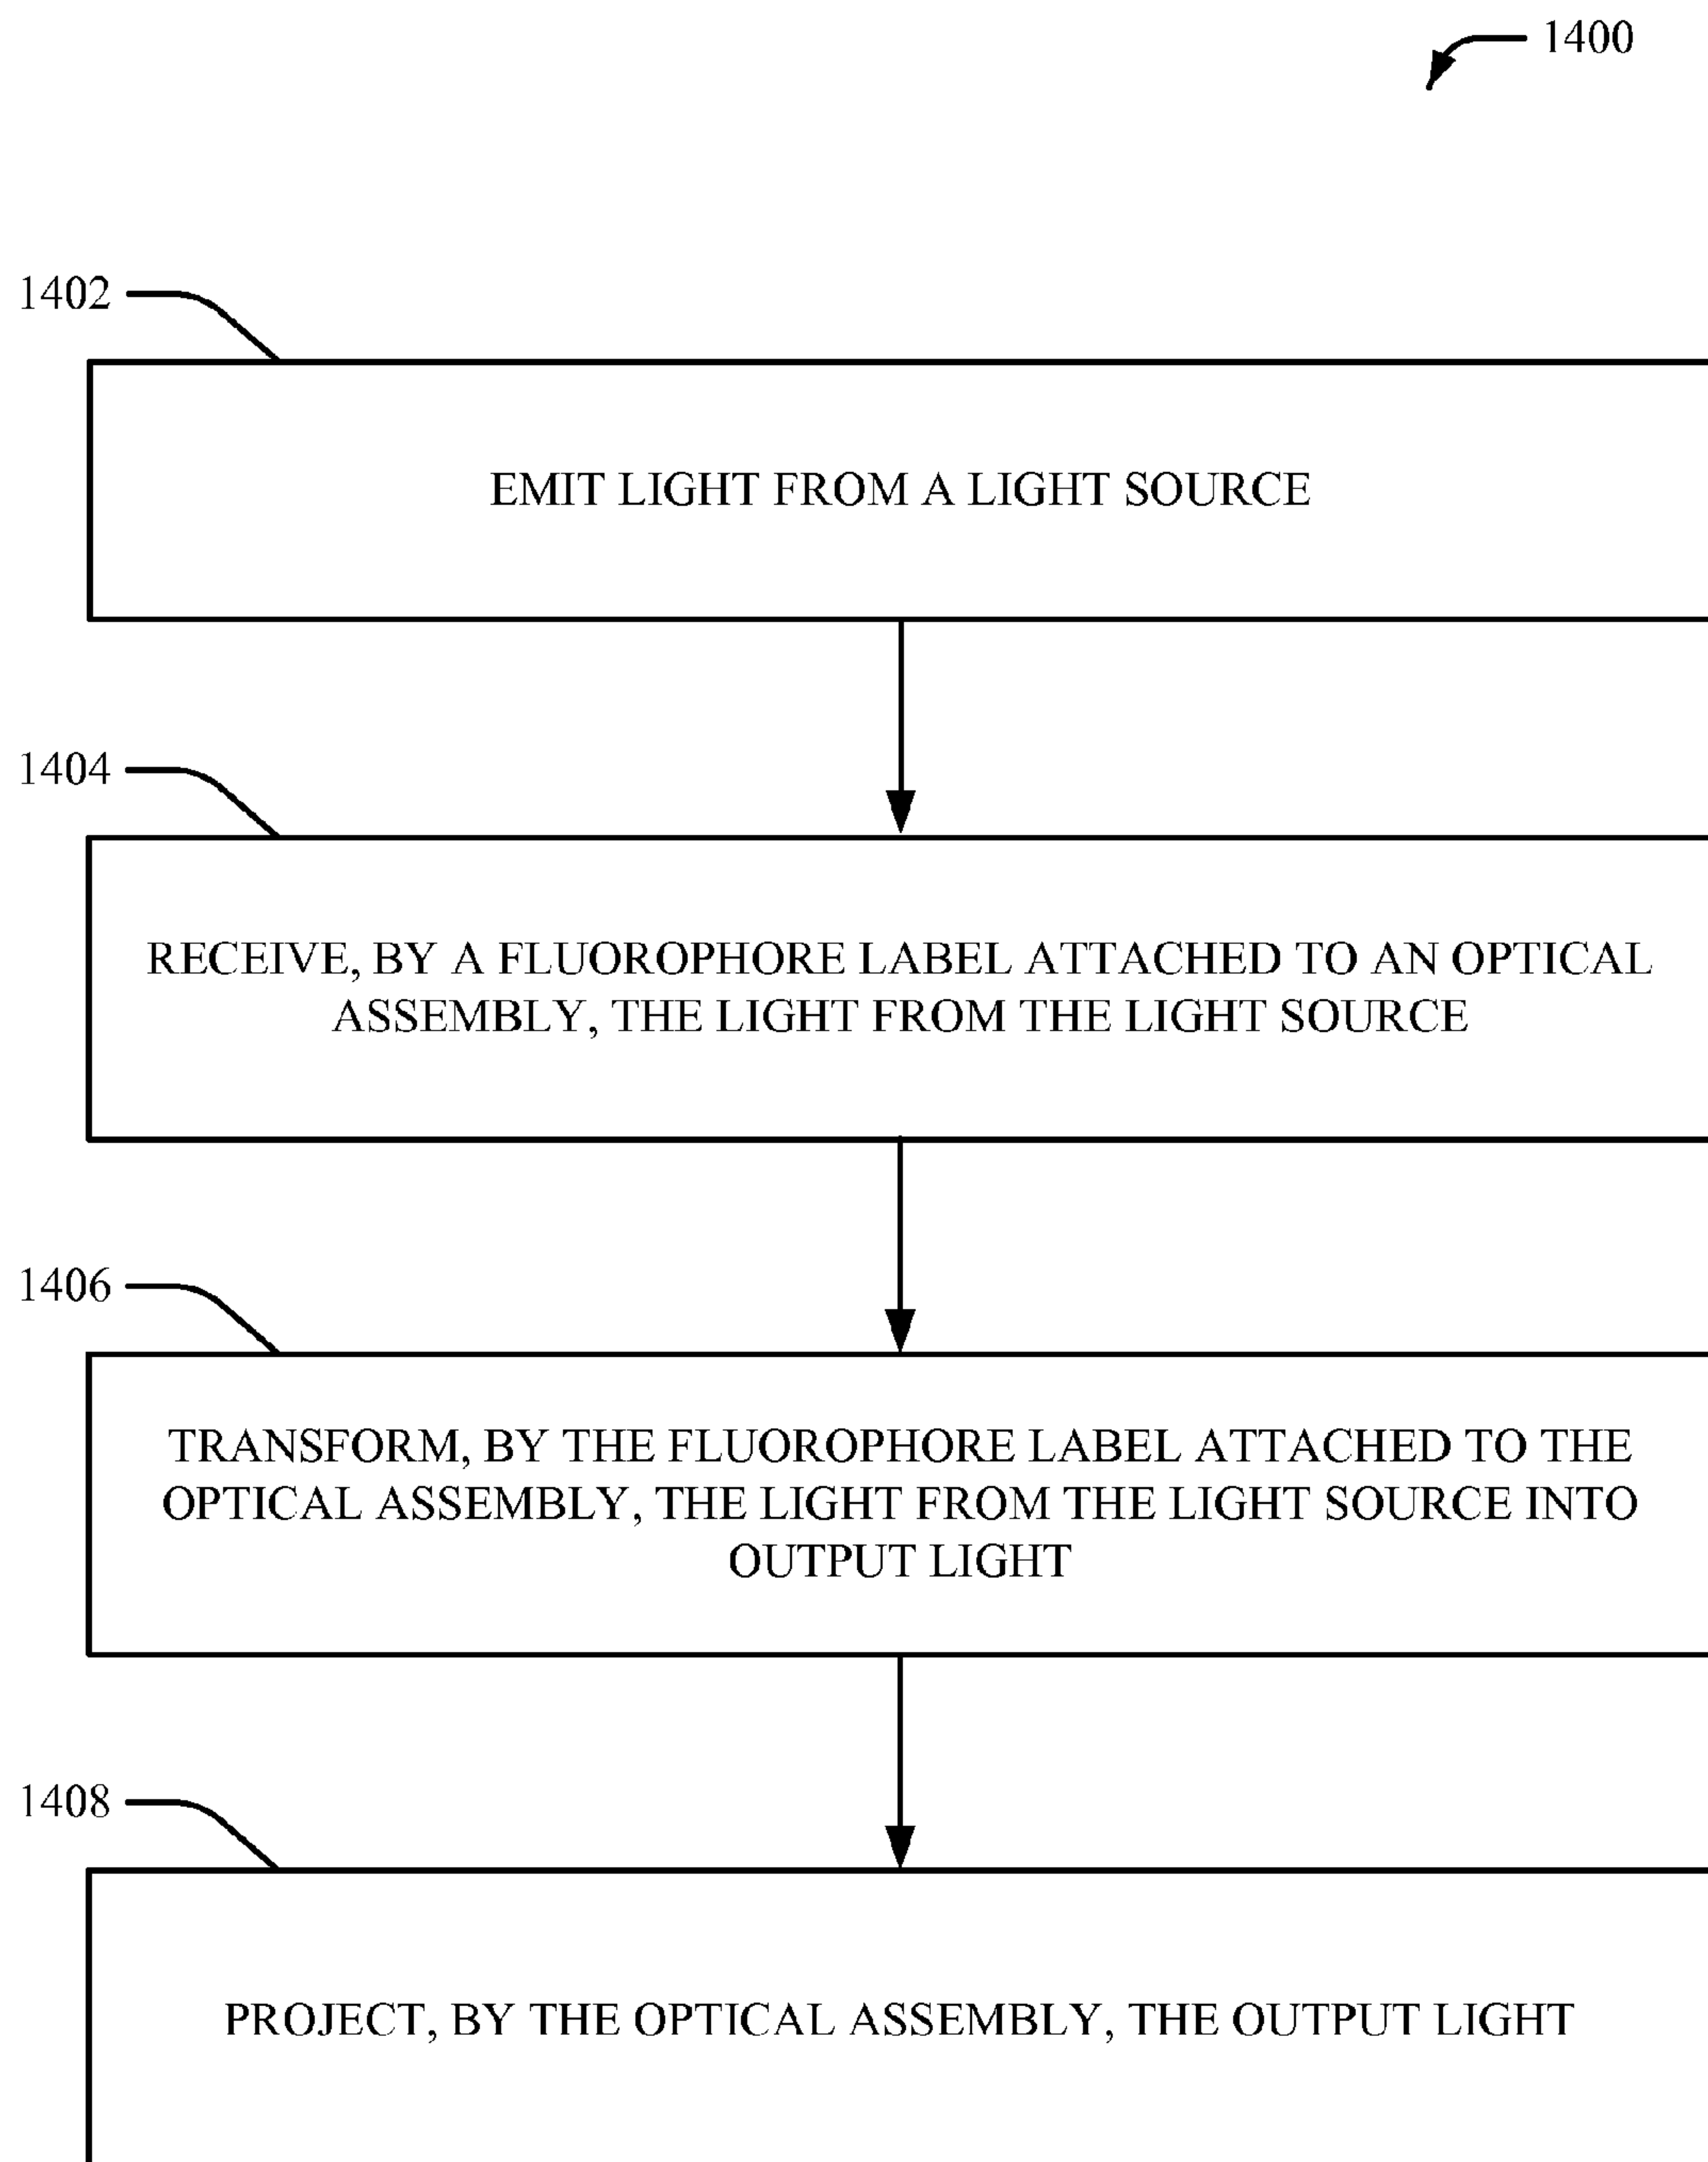 1400
1402
EMIT LIGHT FROM A LIGHT SOURCE
1404
RECEIVE, BY A FLUOROPHORE LABEL ATTACHED TO AN OPTICAL
ASSEMBLY, THE LIGHT FROM THE LIGHT SOURCE
1406
TRANSFORM, BY THE FLUOROPHORE LABEL ATTACHED TO THE
OPTICAL ASSEMBLY, THE LIGHT FROM THE LIGHT SOURCE INTO
OUTPUT LIGHT
1408
PROJECT, BY THE OPTICAL ASSEMBLY, THE OUTPUT LIGHT